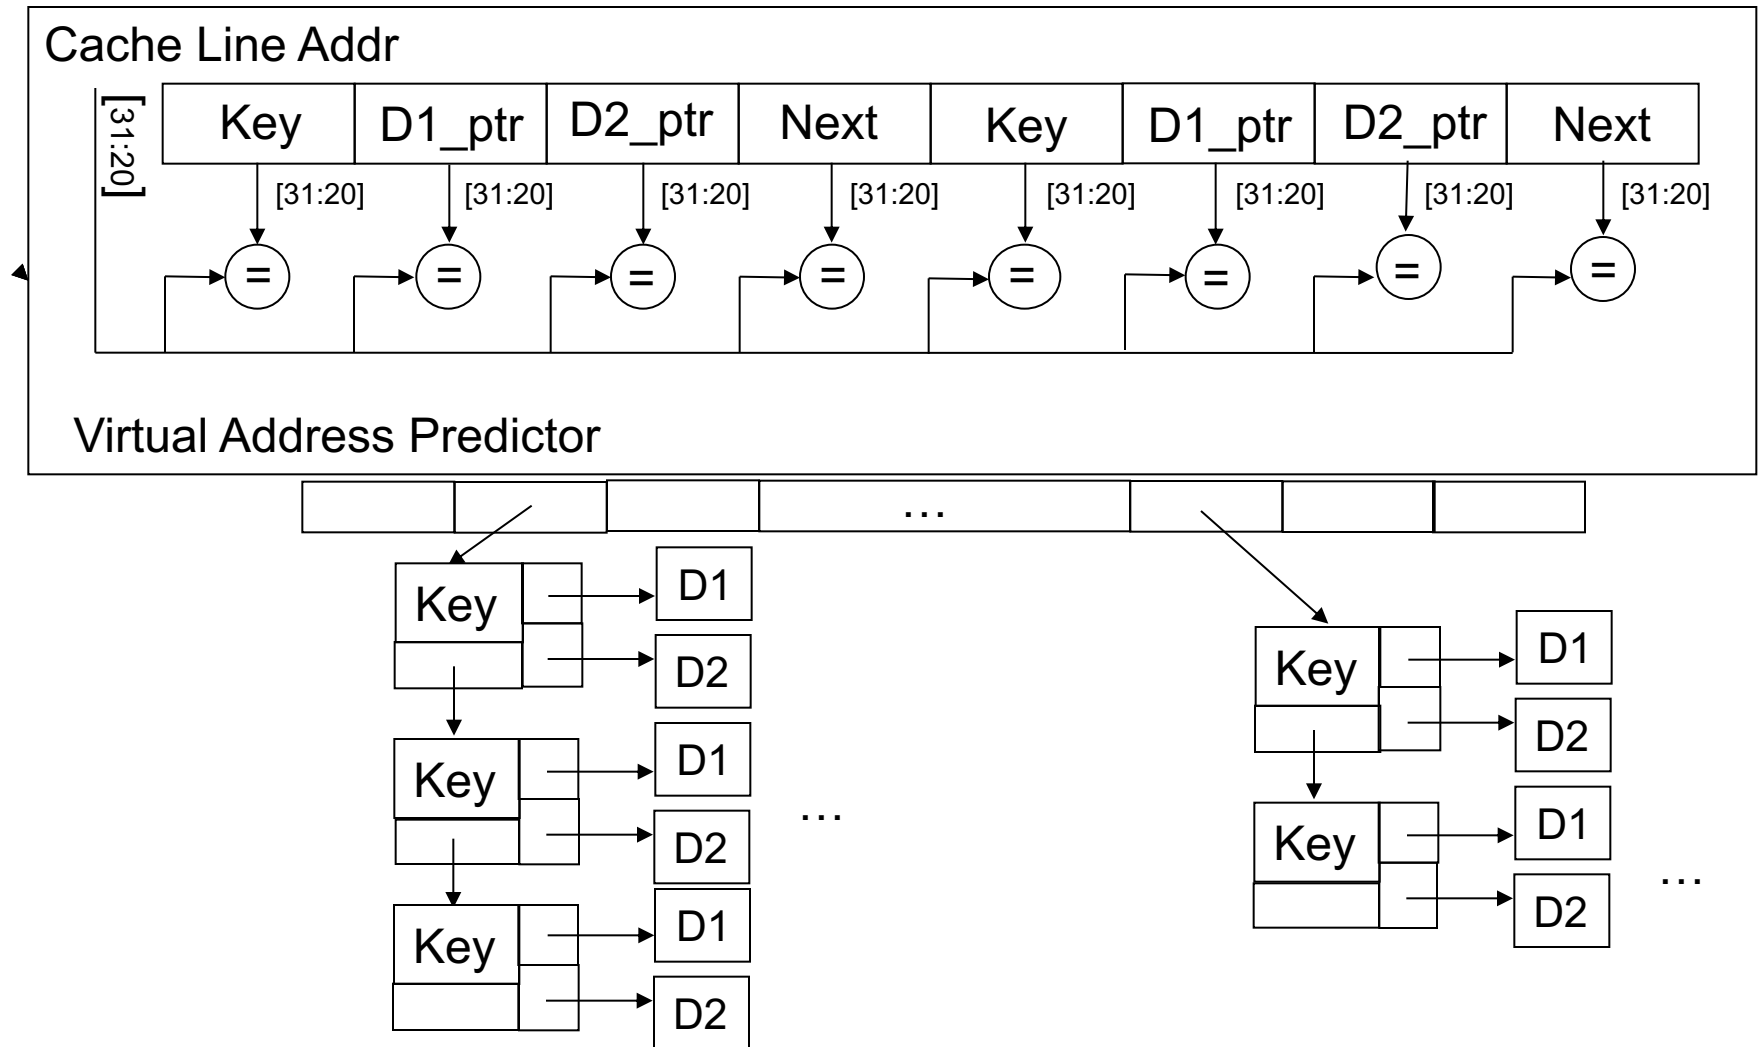 Cache Line Addr
[31:20]
Key D1_ptr D2_ptr Next Key D1_ptr D2_ptr Next
[31:20] [31:20] [31:20] [31:20] [31:20] [31:20] [31:20] [31:20]
= = = = = = = =
Virtual Address Predictor
...
Key D1
D2
Key D1
D2
Key D1
D2
...
Key D1
D2
Key D1
D2
...